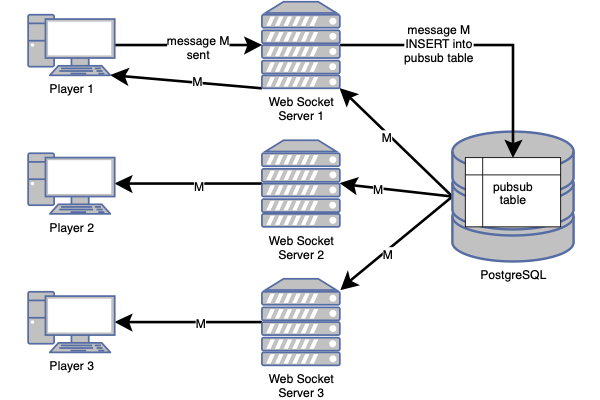 message M
sent
message M
INSERT into
pubsub table
Player 1
M
Web Socket
Server 1
M
pubsub
table
M
M
Player 2
Web Socket
Server 2
M
PostgreSQL
M
Player 3
Web Socket
Server 3